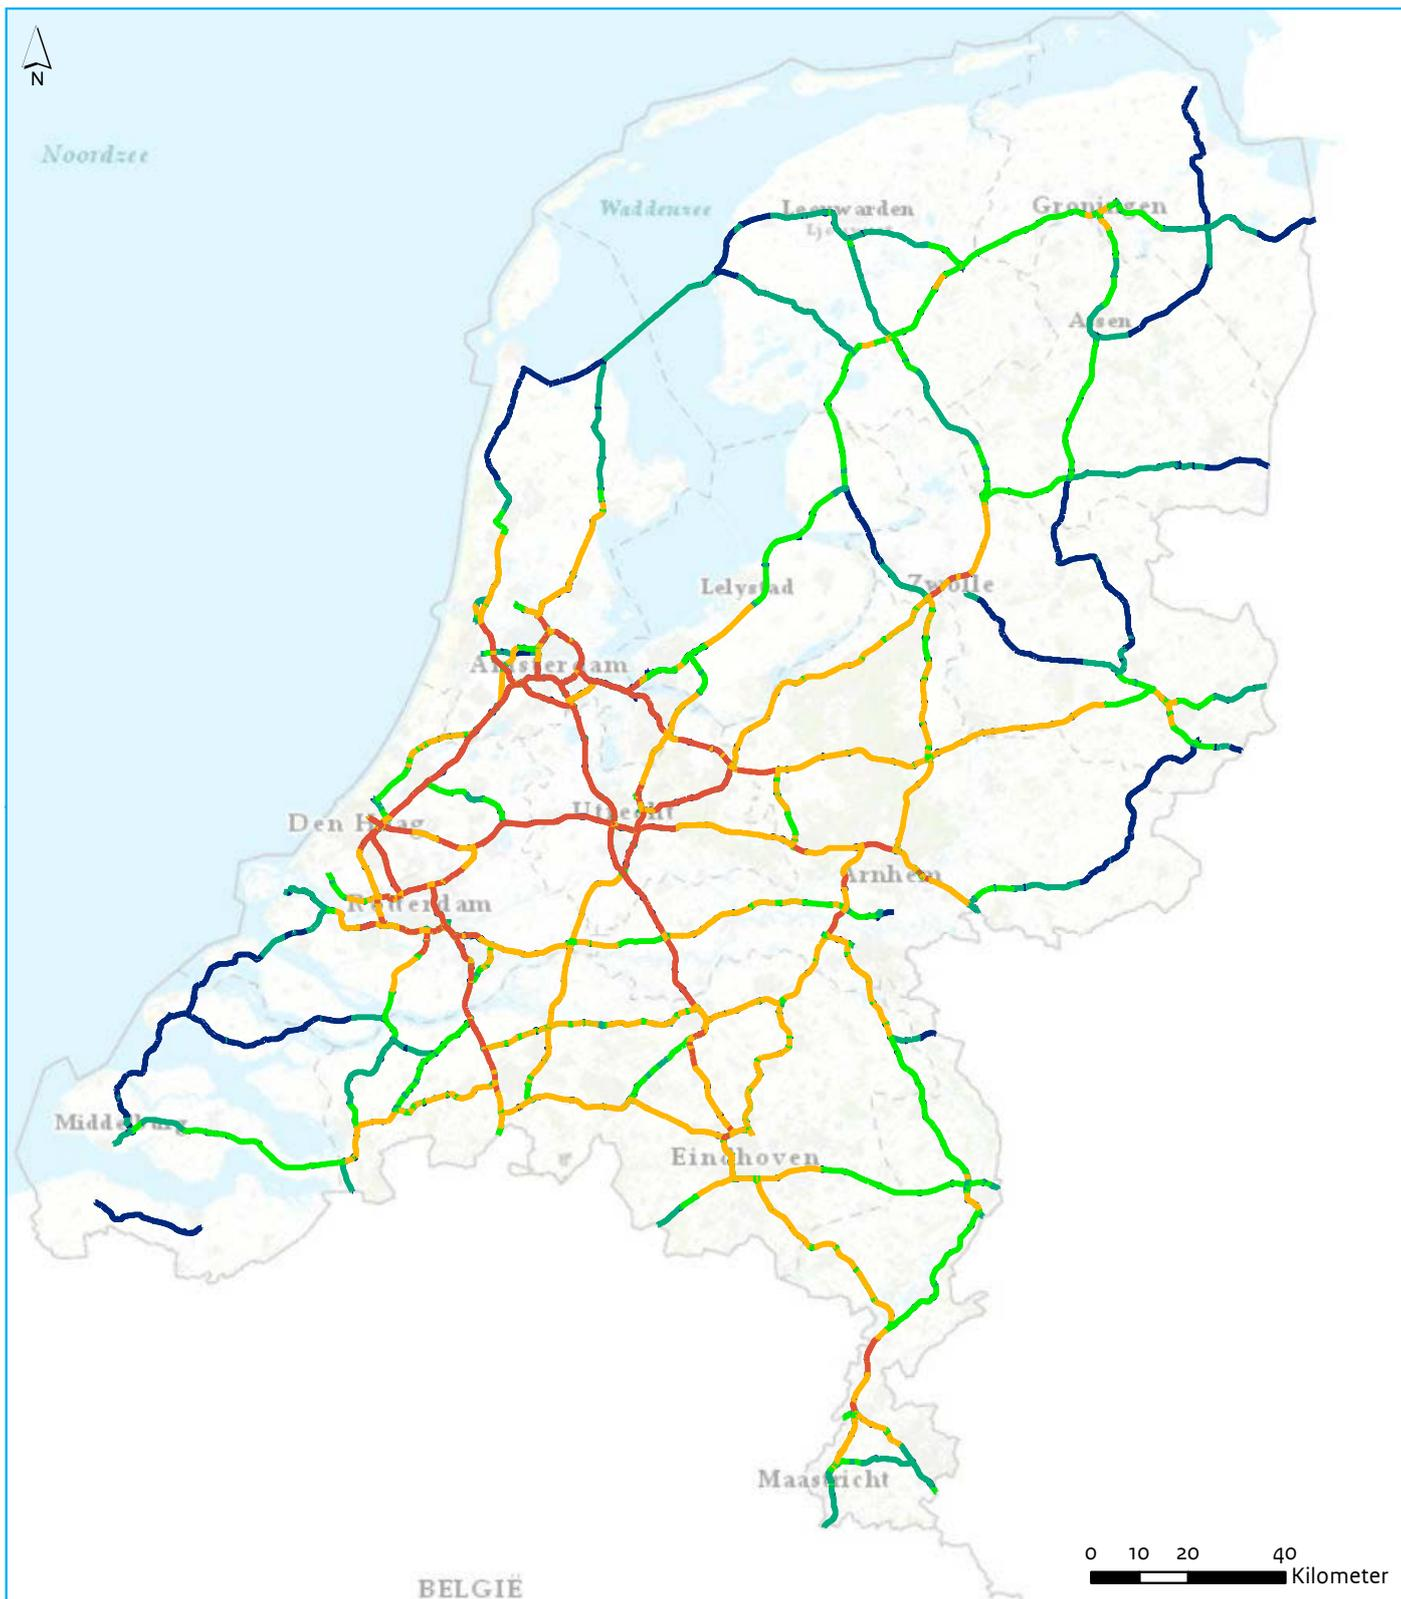 N
Noordzee
Waddenzee
Leeuwarden
Groningen
Assen
Zwolle
Lelystad
Amsterdam
Utrecht
Den Haag
Arnhem
Rotterdam
Middelburg
Eindhoven
Maastricht
BELGIË
0 10 20 40
Kilometer